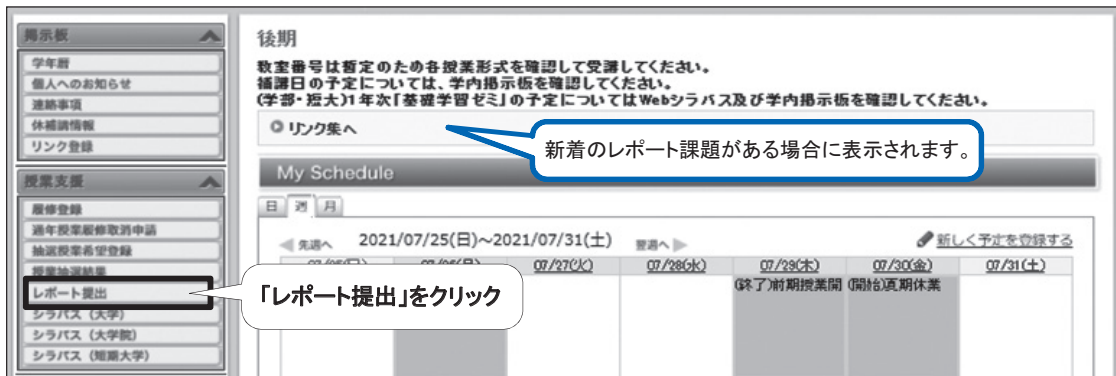 掲示板
学年暦
個人へのお知らせ
連絡事項
休補講情報
リンク登録
授業支援
履修登録
通年授業履修取消申請
抽選授業希望登録
授業抽選結果
レポート提出
シラバス（大学）
シラバス（大学院）
シラバス（短期大学）
「レポート提出」をクリック
後期
教室番号は暫定のため各授業形式を確認して受講してください。
補講日の予定については、学内掲示板を確認してください。
(学部・短大)1年次「基礎学習ゼミ」の予定についてはWebシラバス及び学内掲示板を確認してください。
リンク集へ
新着のレポート課題がある場合に表示されます。
My Schedule
日 週 月
先週へ 2021/07/25(日)～2021/07/31(土) 翌週へ 新しく予定を登録する
07/27(火) 07/28(水) 07/29(木) 07/30(金) 07/31(土)
(終了)前期授業開 (開始)夏期休業